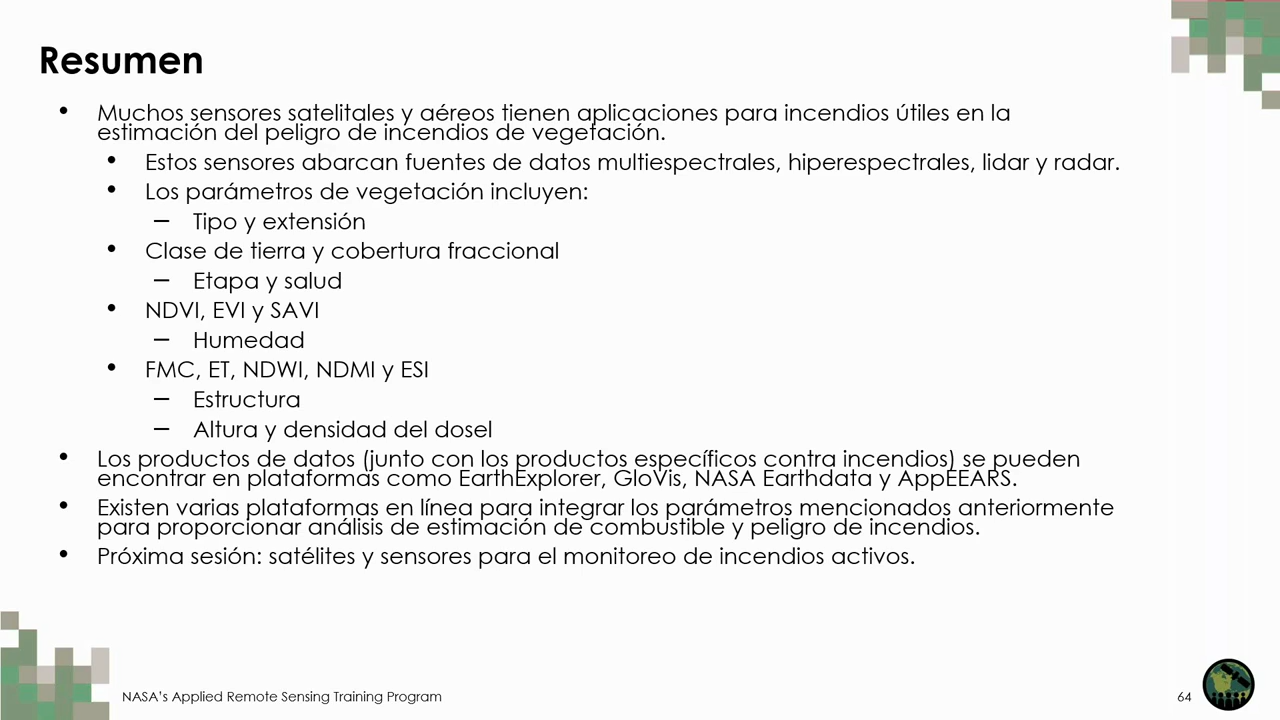 Resumen
• Muchos sensores satelitales y aéreos tienen aplicaciones para incendios útiles en la
estimación del peligro de incendios de vegetación.
• Estos sensores abarcan fuentes de datos multiespectrales, hiperespectrales, lidar y radar.
• Los parámetros de vegetación incluyen:
– Tipo y extensión
• Clase de tierra y cobertura fraccional
– Etapa y salud
• NDVI, EVI y SAVI
– Humedad
• FMC, ET, NDWI, NDMI y ESI
– Estructura
– Altura y densidad del dosel
• Los productos de datos (junto con los productos específicos contra incendios) se pueden
encontrar en plataformas como EarthExplorer, GloVis, NASA Earthdata y AppEEARS.
• Existen varias plataformas en línea para integrar los parámetros mencionados anteriormente
para proporcionar análisis de estimación de combustible y peligro de incendios.
• Próxima sesión: satélites y sensores para el monitoreo de incendios activos.
NASA's Applied Remote Sensing Training Program
64